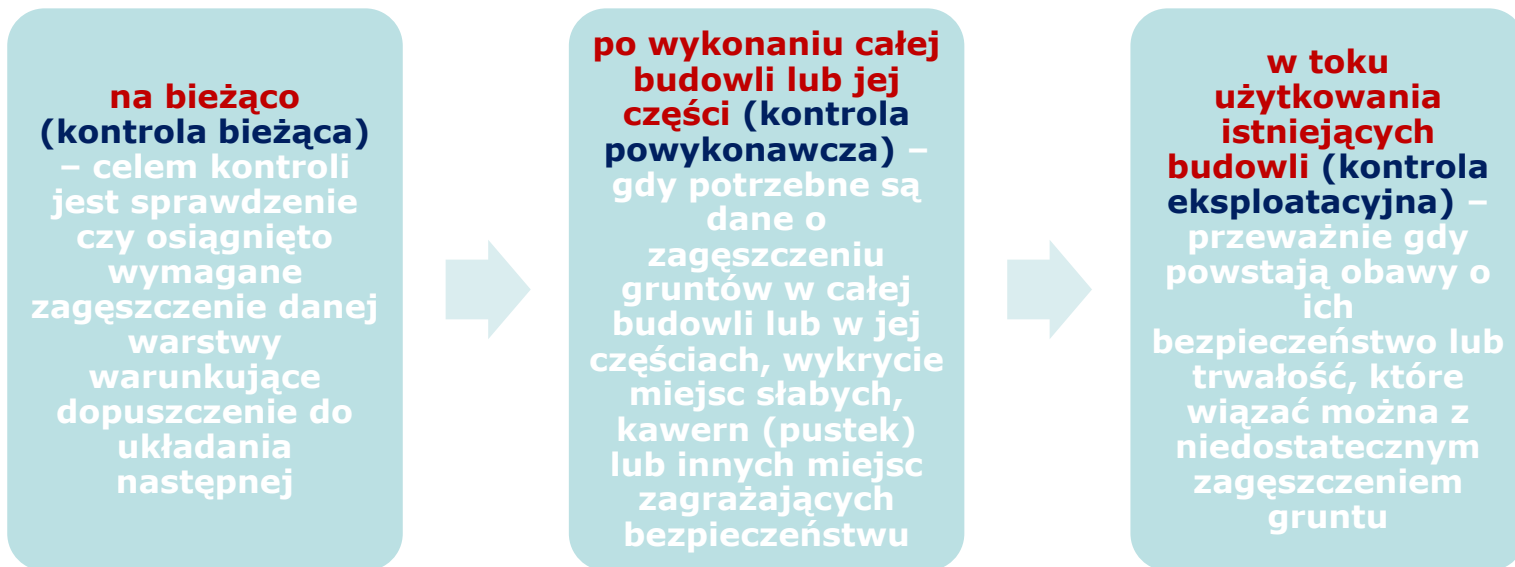 na bieżąco
(kontrola bieżąca)
– celem kontroli
jest sprawdzenie
czy osiągnięto
wymagane
zagęszczenie danej
warstwy
warunkujące
dopuszczenie do
układania
następnej
po wykonaniu całej
budowli lub jej
części (kontrola
powykonawcza) –
gdy potrzebne są
dane o
zagęszczeniu
gruntów w całej
budowli lub w jej
częściach, wykrycie
miejsc słabych,
kawern (pustek)
lub innych miejsc
zagrażających
bezpieczeństwu
w toku
użytkowania
istniejących
budowli (kontrola
eksploatacyjna) –
przeważnie gdy
powstają obawy o
ich
bezpieczeństwo lub
trwałość, które
wiązać można z
niedostatecznym
zagęszczeniem
gruntu